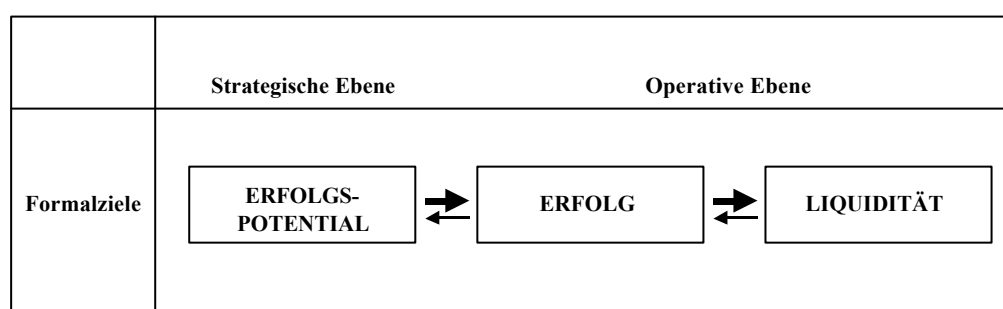 Strategische Ebene
Operative Ebene
Formalziele
ERFOLGS-
POTENTIAL
ERFOLG
LIQUIDITÄT